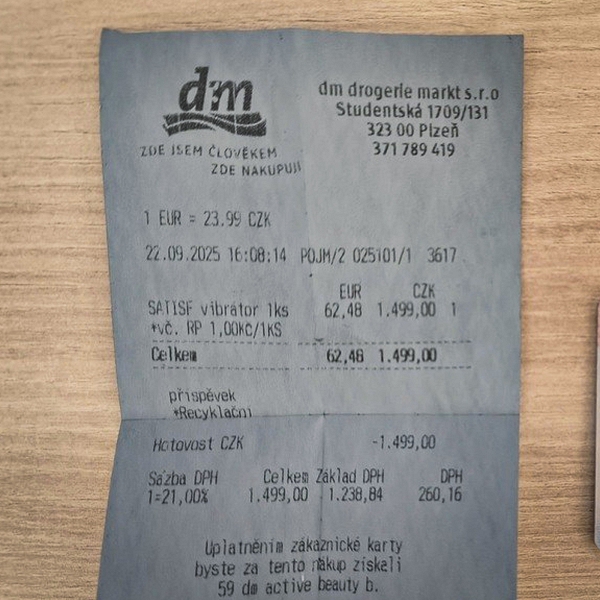 dm
ZDE JSEM ČLOVĚKEM
ZDE NAKUPUJI
dm drogerie markt s.r.o
Studentská 1709/131
323 00 Plzeň
371 789 419
1 EUR = 23.99 CZK
22.09.2025 16:08:14 POJM/2 025101/1 3617
EUR CZK
SATISF vibrátor 1ks 62,48 1.499,00 1
*vč. RP 1,00KC/1KS
Celkem 62,48 1.499,00
příspěvek
*Recyklační
Hotovost CZK -1.499,00
Sazba DPH Celkem Základ DPH DPH
1=21,00% 1.499,00 1.238,84 260,16
Uplatněním zákaznické karty
byste za tento nákup získali
59 dm active beauty b.